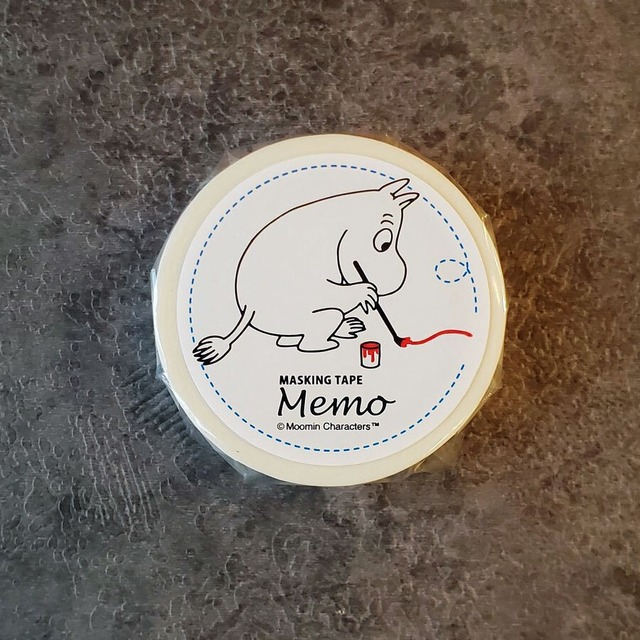 MASKING TAPE
Memo
© Moomin Characters™